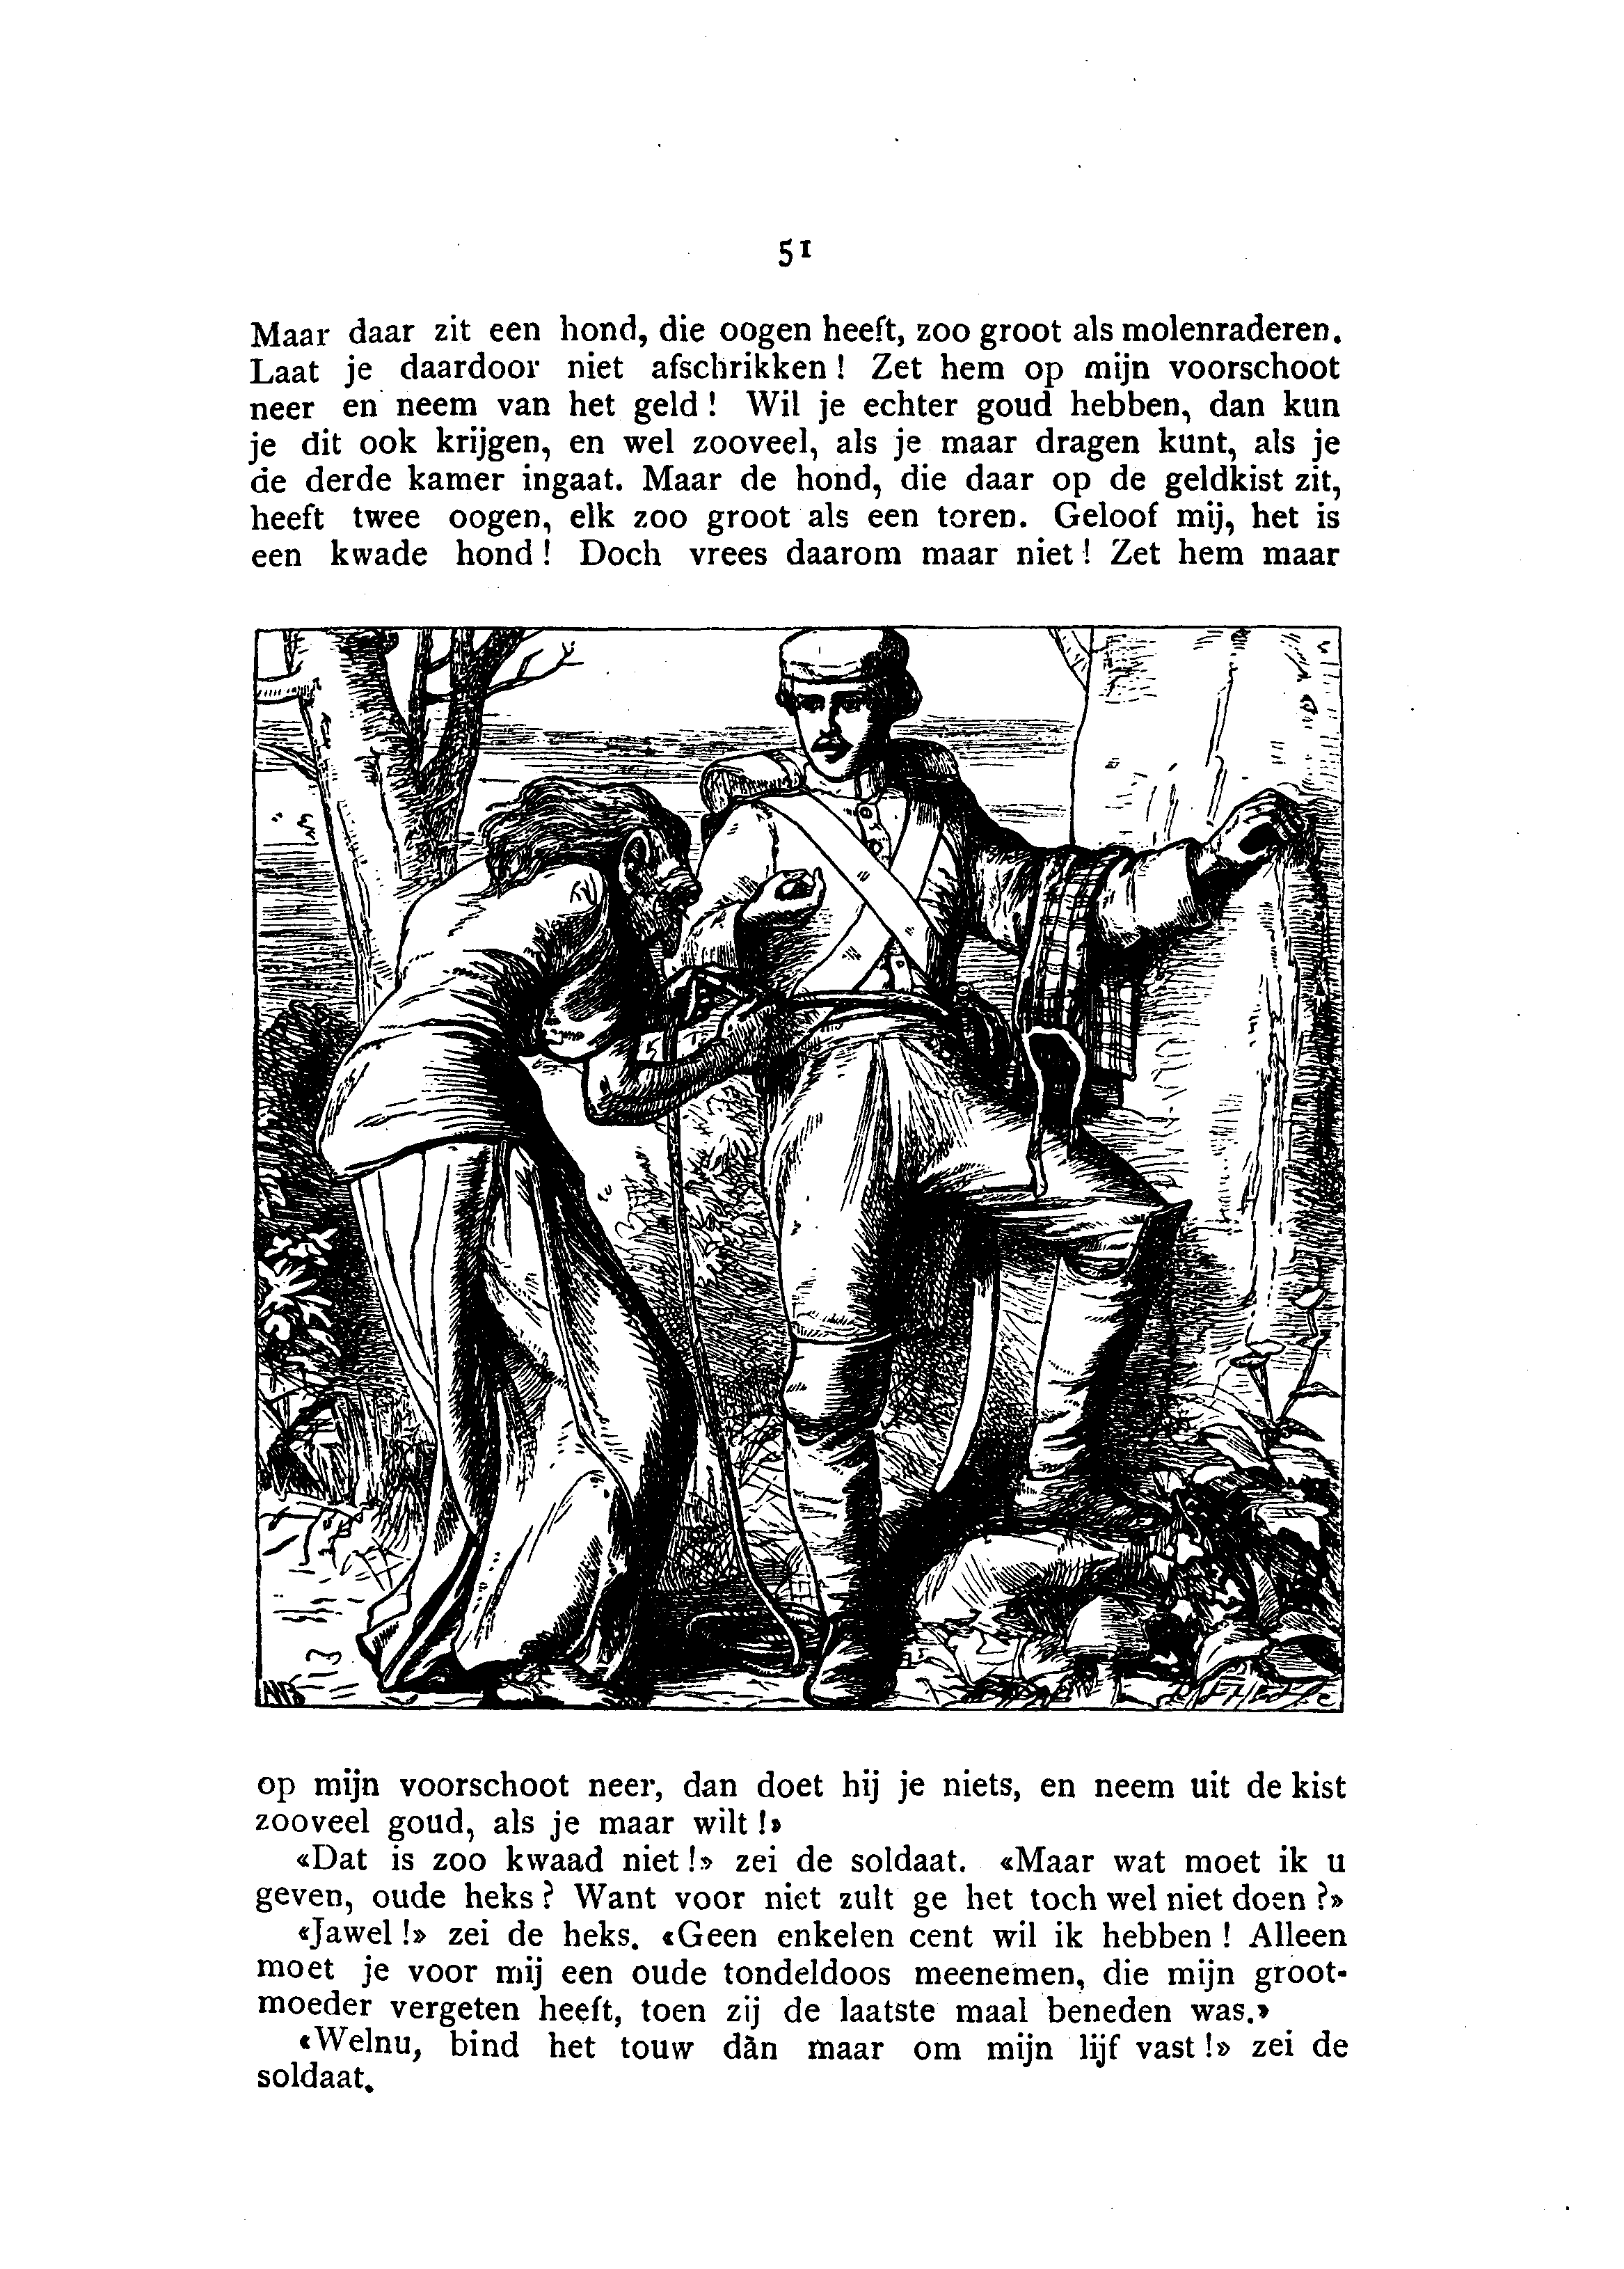 51
Maar daar zit een hond, die oogen heeft, zoo groot als molenraderen.
Laat je daardoor niet afschrikken! Zet hem op mijn voorschoot
neer en neem van het geld! Wil je echter goud hebben, dan kun
je dit ook krijgen, en wel zooveel, als je maar dragen kunt, als je
de derde kamer ingaat. Maar de hond, die daar op de geldkist zit,
heeft twee oogen, elk zoo groot als een toren. Geloof mij, het is
een kwade hond! Doch vrees daarom maar niet! Zet hem maar
op mijn voorschoot neer, dan doet hij je niets, en neem uit de kist
zooveel goud, als je maar wilt!»
«Dat is zoo kwaad niet!» zei de soldaat. «Maar wat moet ik u
geven, oude heks? Want voor niet zult ge het toch wel niet doen?»
«Jawel!» zei de heks. «Geen enkelen cent wil ik hebben! Alleen
moet je voor mij een oude tondeldoos meenemen, die mijn groot-
moeder vergeten heeft, toen zij de laatste maal beneden was.»
«Welnu, bind het touw dàn maar om mijn lijf vast!» zei de
soldaat.